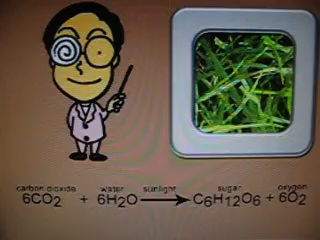 carbon dioxide water sunlight sugar oxygen
6CO2 + 6H2O → C6H12O6 + 6O2